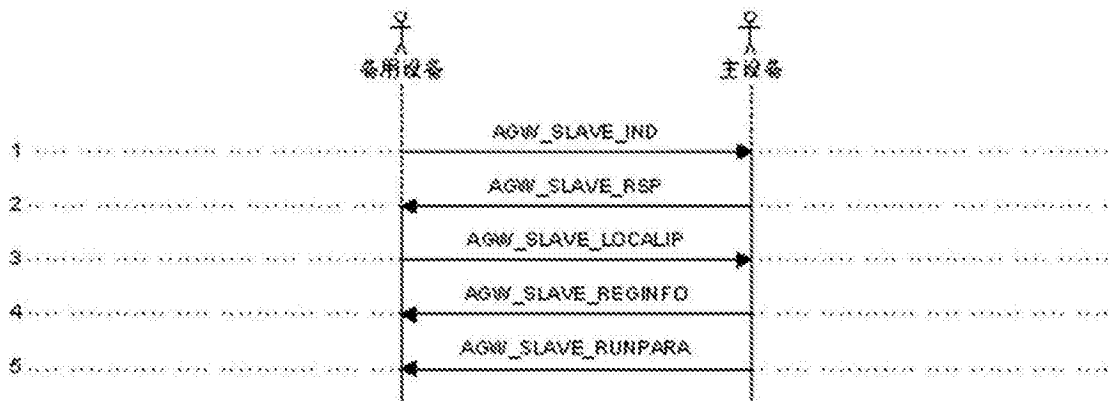 备用设备 主设备
1 AGW_SLAVE_IND
2 AGW_SLAVE_RSP
3 AGW_SLAVE_LOCALIP
4 AGW_SLAVE_REGINFO
5 AGW_SLAVE_RUNPARA